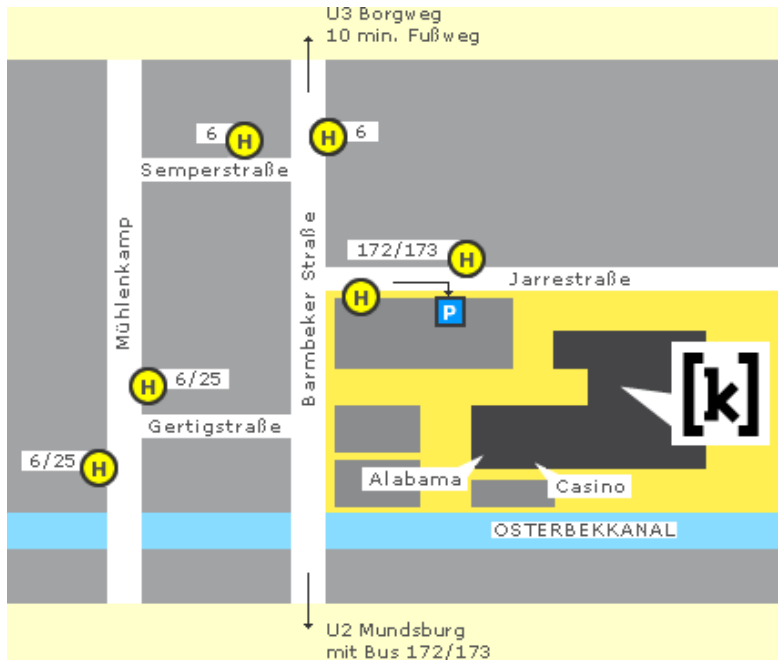 U3 Borgweg
10 min. Fußweg
6 H
H 6
Semperstraße
172/173 H
Jarrestraße
H
P
Mühlenkamp
Barmbeker Straße
H 6/25
[k]
Gertigstraße
6/25 H
Alabama
Casino
OSTERBEKKANAL
U2 Mundsburg
mit Bus 172/173